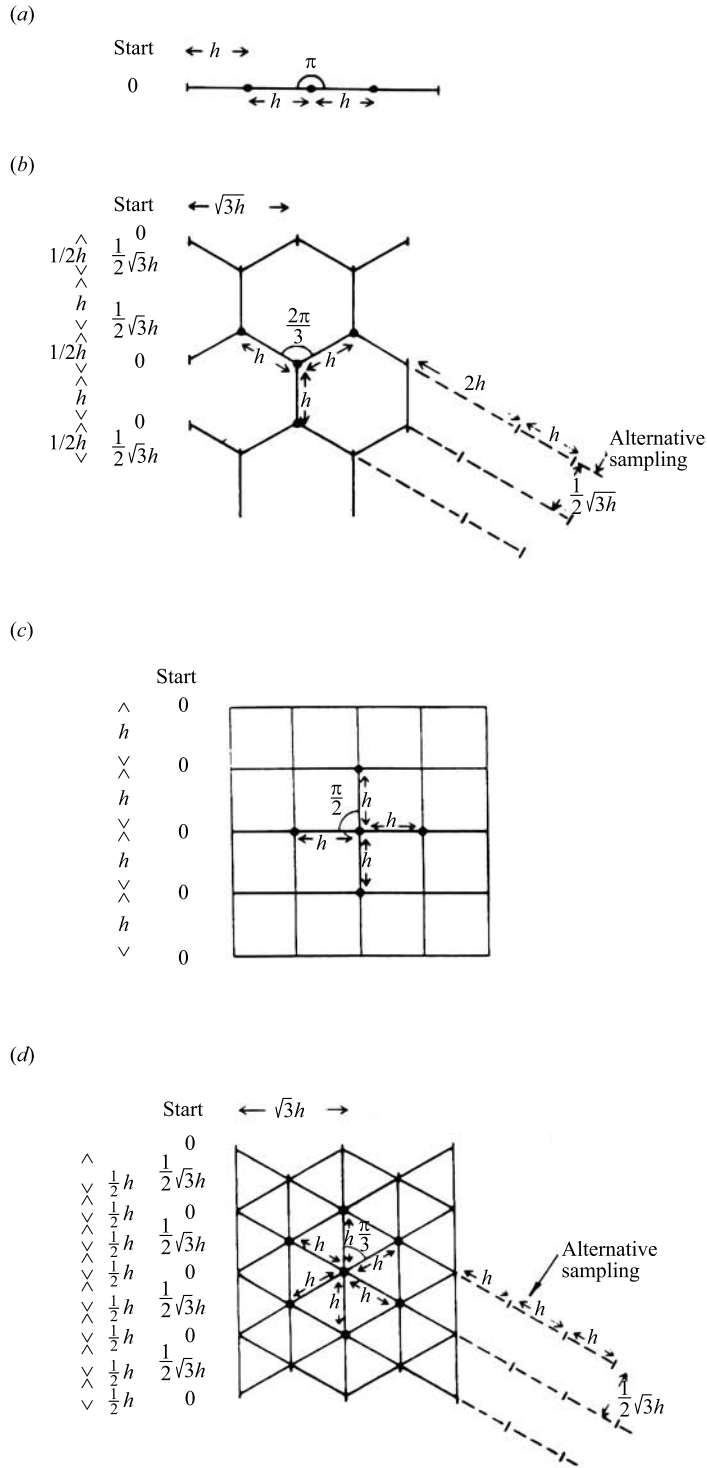 (a)
Start h
π
0
h h
(b)
Start √3h
0
1/2h 1/2√3h
h
1/2√3h 2π/3
1/2h 0 h h
h h 2h
0 h
1/2h 1/2√3h Alternative
sampling
1/2√3h
(c)
Start
0
h
0
h π/2 h
0 h
h h h
0
h
0
(d)
Start √3h
0
1/2h 1/2√3h
1/2h 0
1/2h 1/2√3h h h π/3 h Alternative
sampling
1/2h 0 h h
1/2h 1/2√3h h h h
1/2h 0 h
1/2h 1/2√3h 1/2√3h
1/2h 0